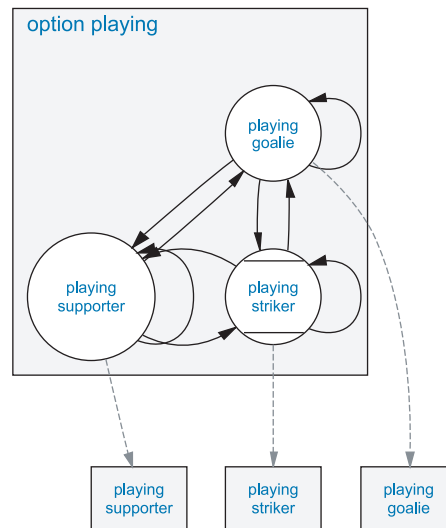 option playing
playing
goalie
playing
supporter
playing
striker
playing
supporter
playing
striker
playing
goalie